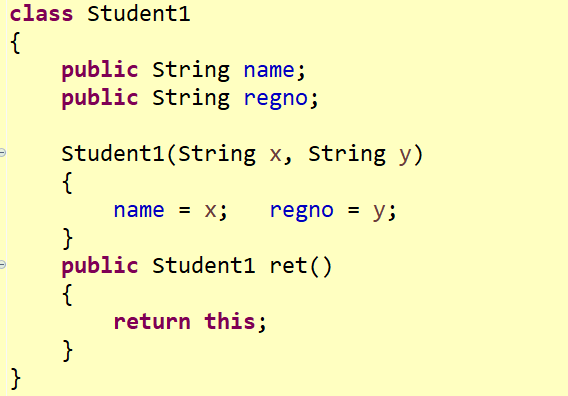 class Student1
{
public String name;
public String regno;
Student1(String x, String y)
{
name = x;   regno = y;
}
public Student1 ret()
{
return this;
}
}